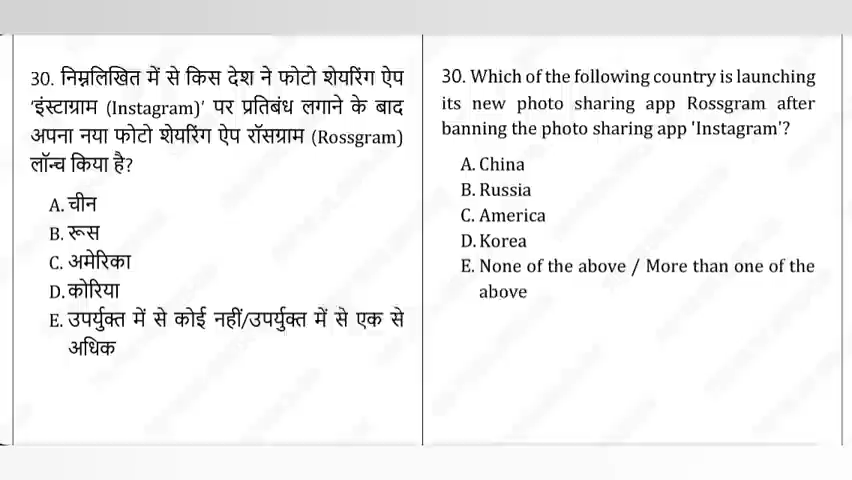 30. निम्नलिखित में से किस देश ने फोटो शेयरिंग ऐप
'इंस्टाग्राम (Instagram)' पर प्रतिबंध लगाने के बाद
अपना नया फोटो शेयरिंग ऐप रॉसग्राम (Rossgram)
लॉन्च किया है?
A. चीन
B. रूस
C. अमेरिका
D. कोरिया
E. उपर्युक्त में से कोई नहीं/उपर्युक्त में से एक से
अधिक
30. Which of the following country is launching
its new photo sharing app Rossgram after
banning the photo sharing app 'Instagram'?
A. China
B. Russia
C. America
D. Korea
E. None of the above / More than one of the
above